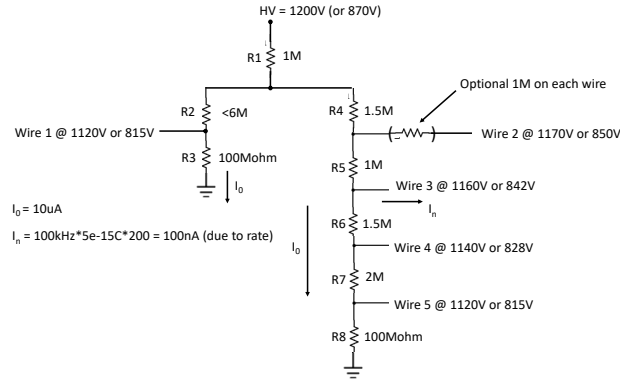 HV = 1200V (or 870V)
R1 1M
Optional 1M on each wire
R2 <6M
R4 1.5M
Wire 1 @ 1120V or 815V
Wire 2 @ 1170V or 850V
R3 100Mohm
R5 1M
I0
Wire 3 @ 1160V or 842V
In
I0 = 10uA
R6 1.5M
In = 100kHz*5e-15C*200 = 100nA (due to rate)
I0
Wire 4 @ 1140V or 828V
R7 2M
Wire 5 @ 1120V or 815V
R8 100Mohm